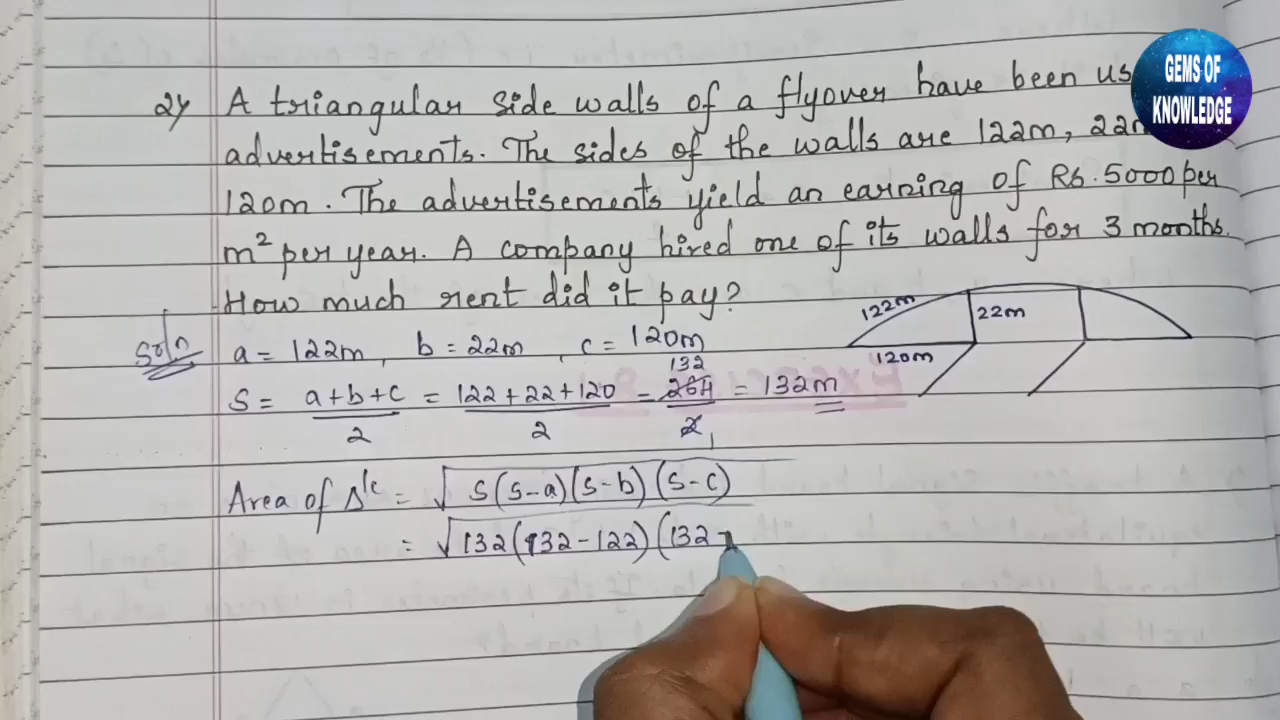 GEMS OF
KNOWLEDGE
2) A triangular side walls of a flyover have been us
advertisements. The sides of the walls are 122m, 22m
120m. The advertisements yield an earning of Rs. 5000 per
m² per year. A company hired one of its walls for 3 months.
How much rent did it pay?
122m
22m
120m
Soln
a = 122m, b = 22m, c = 120m
S = a+b+c/2 = 122+22+120/2 = 264/2 132 1 = 132m
Area of Δle = √S(S-a)(S-b)(S-c)
= √132(132-122)(132-